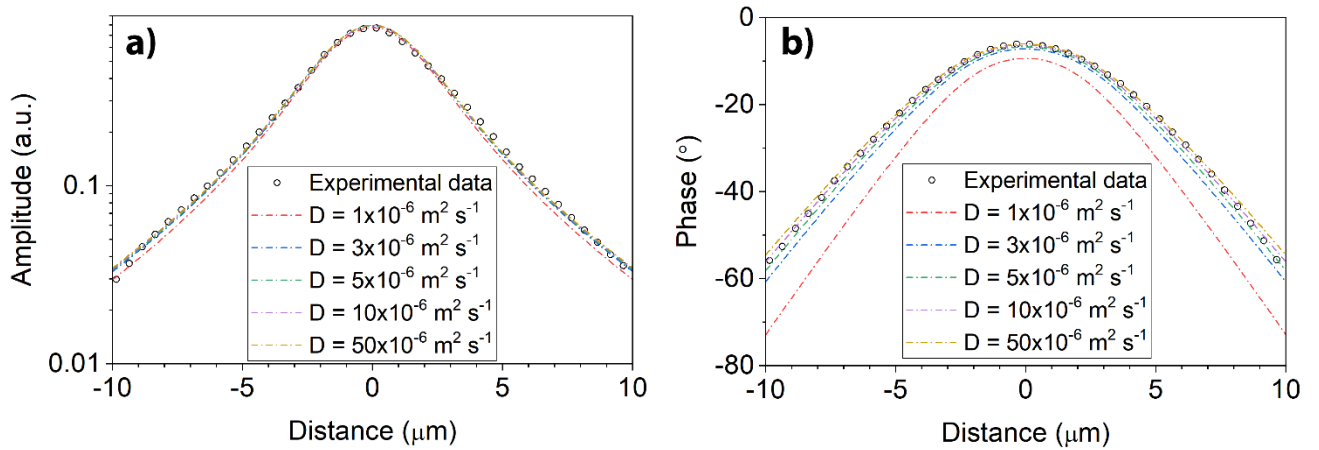 a)
Amplitude (a.u.)
0.1
0.01
Experimental data
D = 1x10⁻⁶ m² s⁻¹
D = 3x10⁻⁶ m² s⁻¹
D = 5x10⁻⁶ m² s⁻¹
D = 10x10⁻⁶ m² s⁻¹
D = 50x10⁻⁶ m² s⁻¹
-10 -5 0 5 10
Distance (μm)
b)
Phase (°)
0
-20
-40
-60
-80
Experimental data
D = 1x10⁻⁶ m² s⁻¹
D = 3x10⁻⁶ m² s⁻¹
D = 5x10⁻⁶ m² s⁻¹
D = 10x10⁻⁶ m² s⁻¹
D = 50x10⁻⁶ m² s⁻¹
-10 -5 0 5 10
Distance (μm)